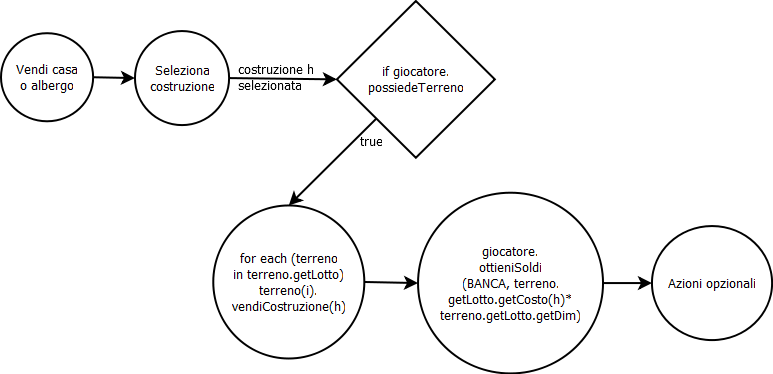 Vendi casa
o albergo
Seleziona
costruzione
costruzione h
selezionata
if giocatore.
possiedeTerreno
true
for each (terreno
in terreno.getLotto)
terreno(i).
vendiCostruzione(h)
giocatore.
ottieniSoldi
(BANCA, terreno.
getLotto.getCosto(h)*
terreno.getLotto.getDim)
Azioni opzionali